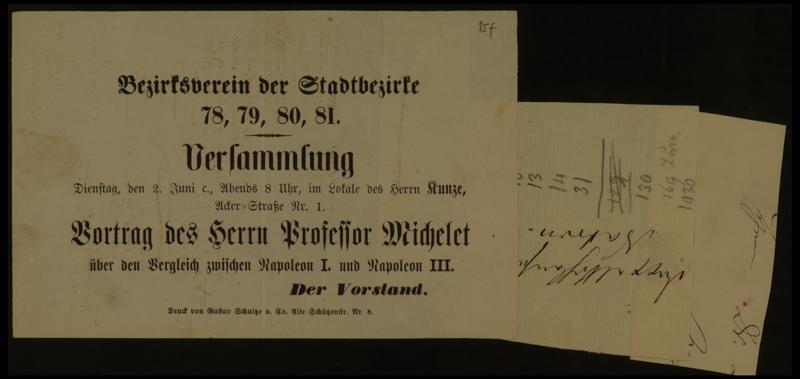 15f
Bezirksverein der Stadtbezirke
78, 79, 80, 81.
Versammlung
Dienstag, den 2. Juni c., Abends 8 Uhr, im Lokale des Herrn Kunze,
Acker-Straße Nr. 1.
Vortrag des Herrn Professor Michelet
über den Vergleich zwischen Napoleon I. und Napoleon III.
Der Vorstand.
Druck von Gustav Schultze u. Co. Alte Schützenstr. Nr. 8.
13
14
31
130
169
1030